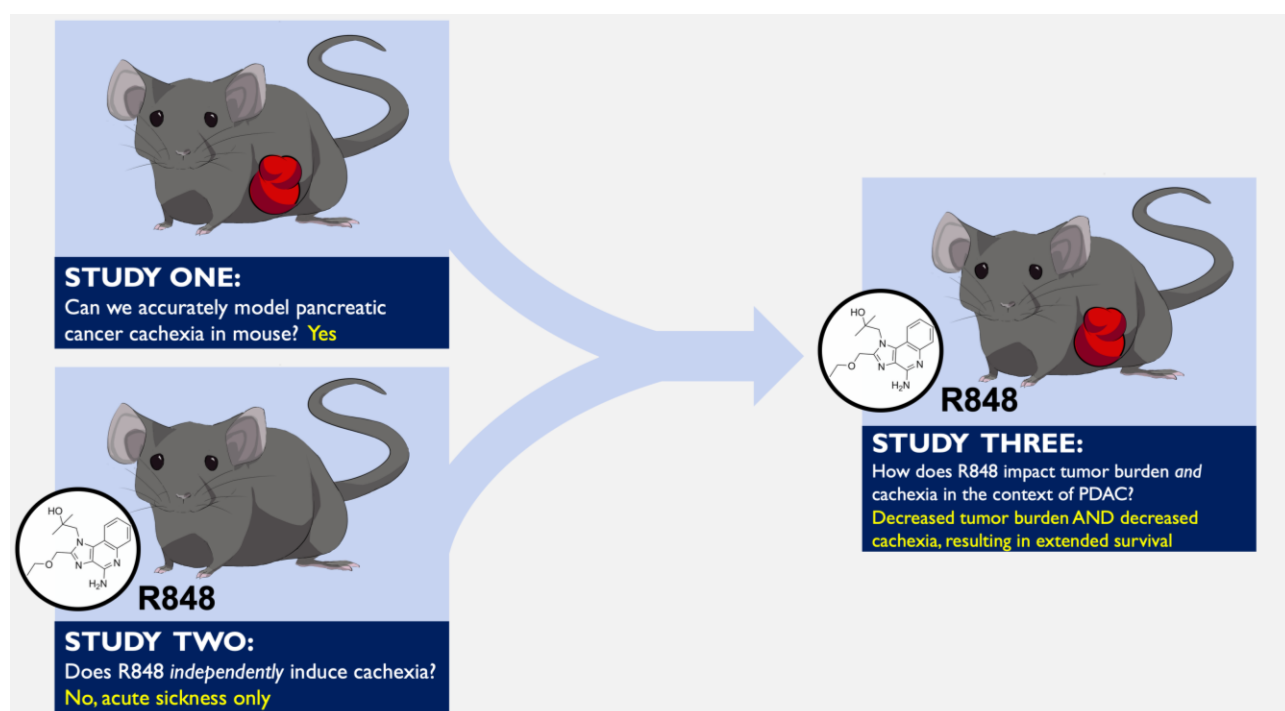 STUDY ONE:
Can we accurately model pancreatic
cancer cachexia in mouse? Yes
HO
N
N
N
O
H₂N
R848
STUDY TWO:
Does R848 independently induce cachexia?
No, acute sickness only
HO
N
N
N
O
H₂N
R848
STUDY THREE:
How does R848 impact tumor burden and
cachexia in the context of PDAC?
Decreased tumor burden AND decreased
cachexia, resulting in extended survival